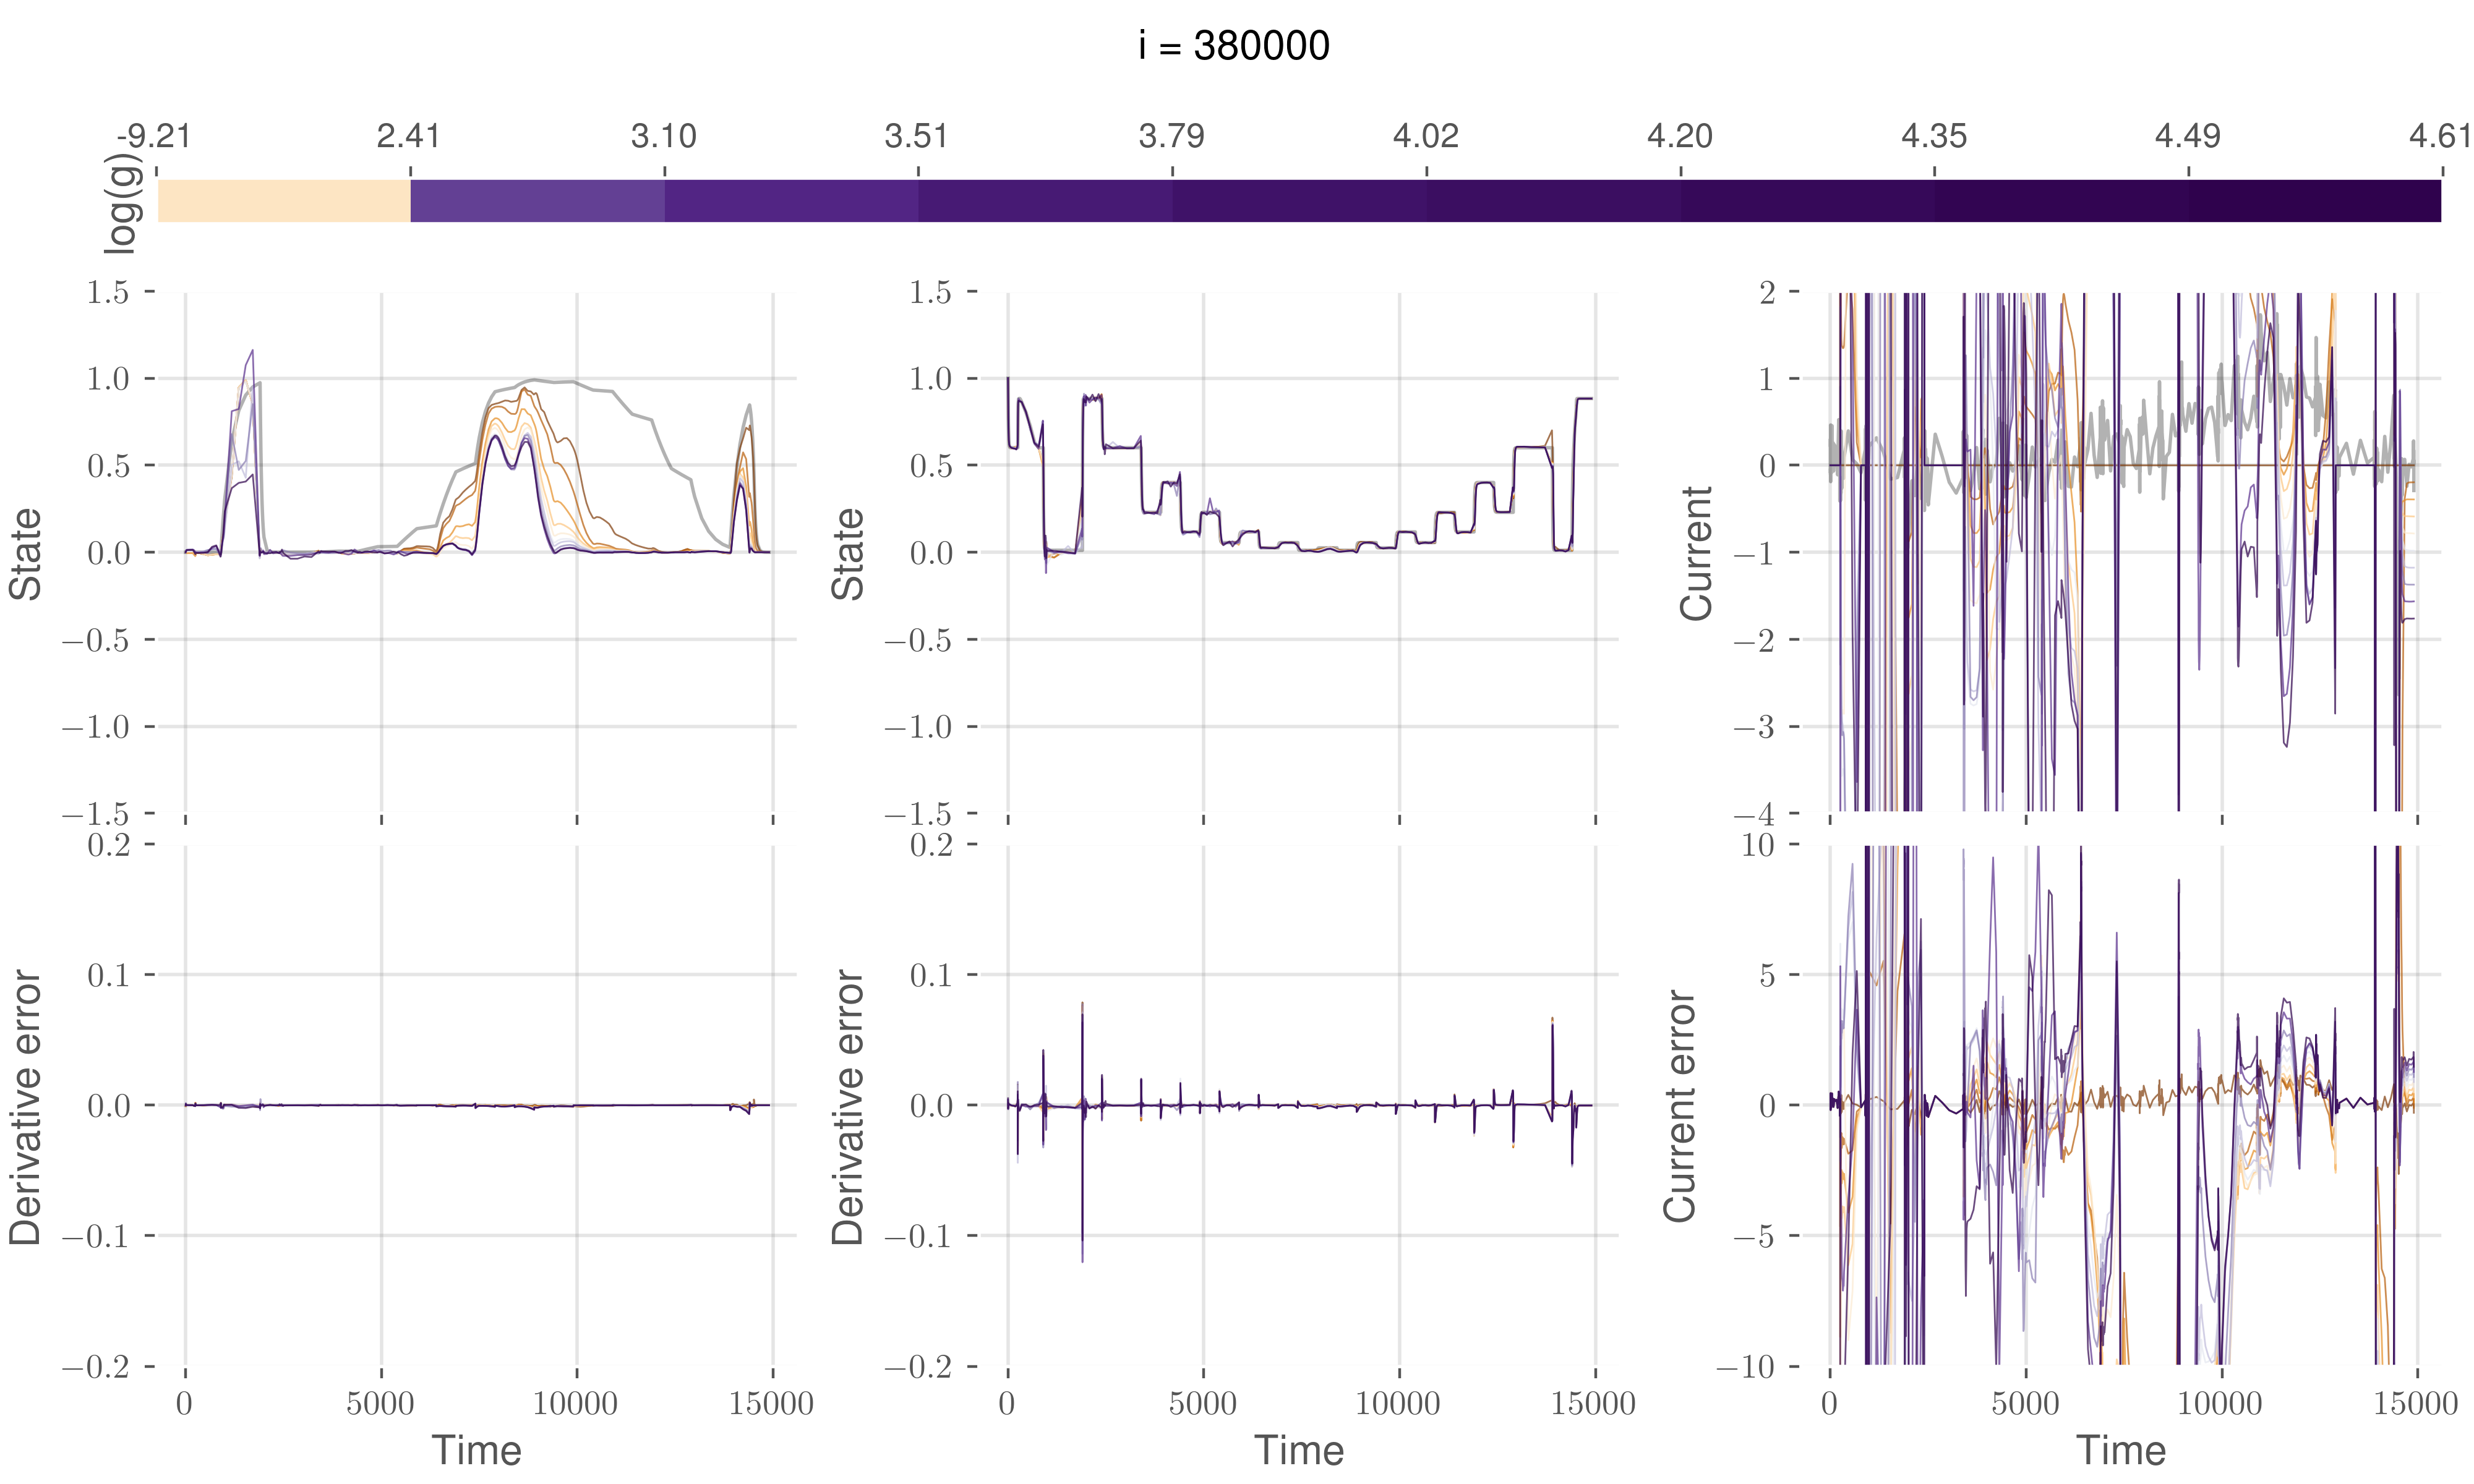 i = 380000
-9.21 2.41 3.10 3.51 3.79 4.02 4.20 4.35 4.49 4.61
log(g)
1.5 1.0 0.5 0.0 −0.5 −1.0 −1.5
State
1.5 1.0 0.5 0.0 −0.5 −1.0 −1.5
State
2 1 0 −1 −2 −3 −4
Current
0.2 0.1 0.0 −0.1 −0.2
Derivative error
0.2 0.1 0.0 −0.1 −0.2
Derivative error
10 5 0 −5 −10
Current error
0 5000 10000 15000
0 5000 10000 15000
0 5000 10000 15000
Time
Time
Time